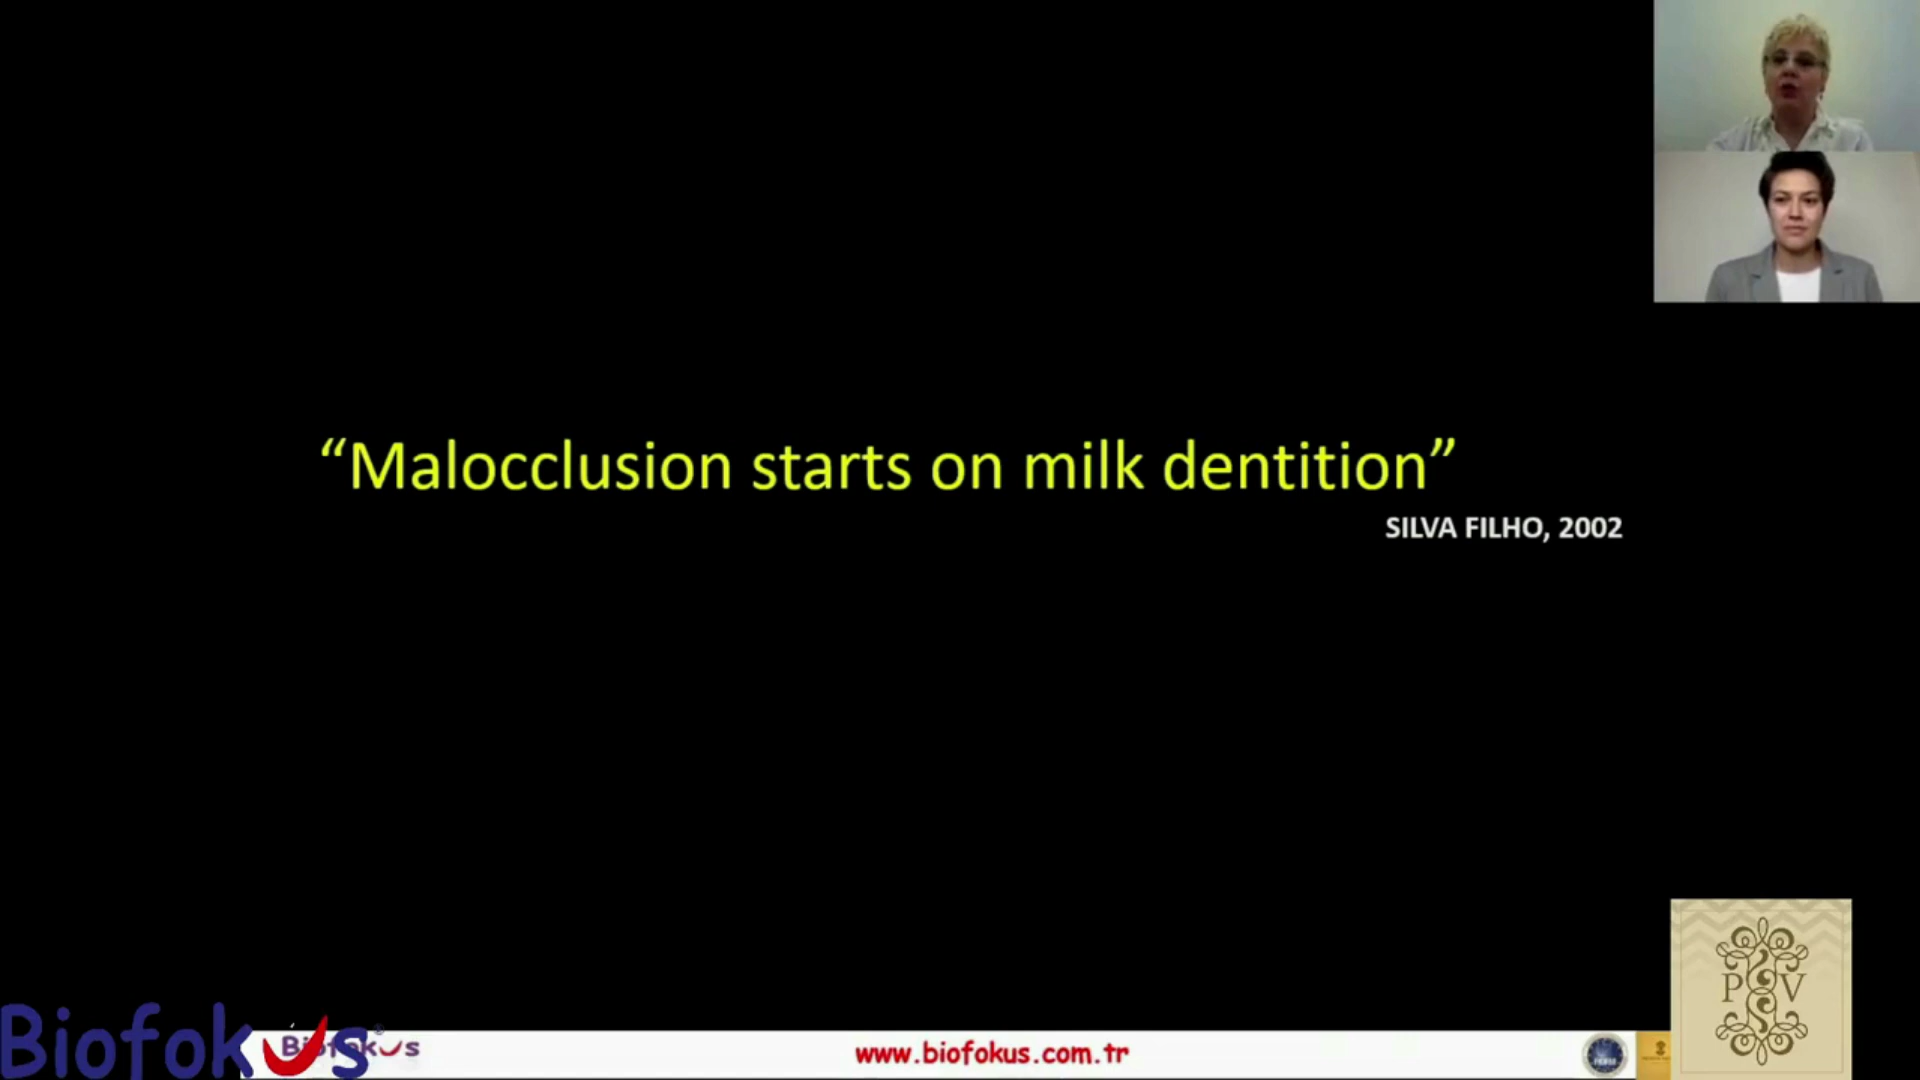 “Malocclusion starts on milk dentition”
SILVA FILHO, 2002
P V
Biofokus
Biofokus
www.biofokus.com.tr